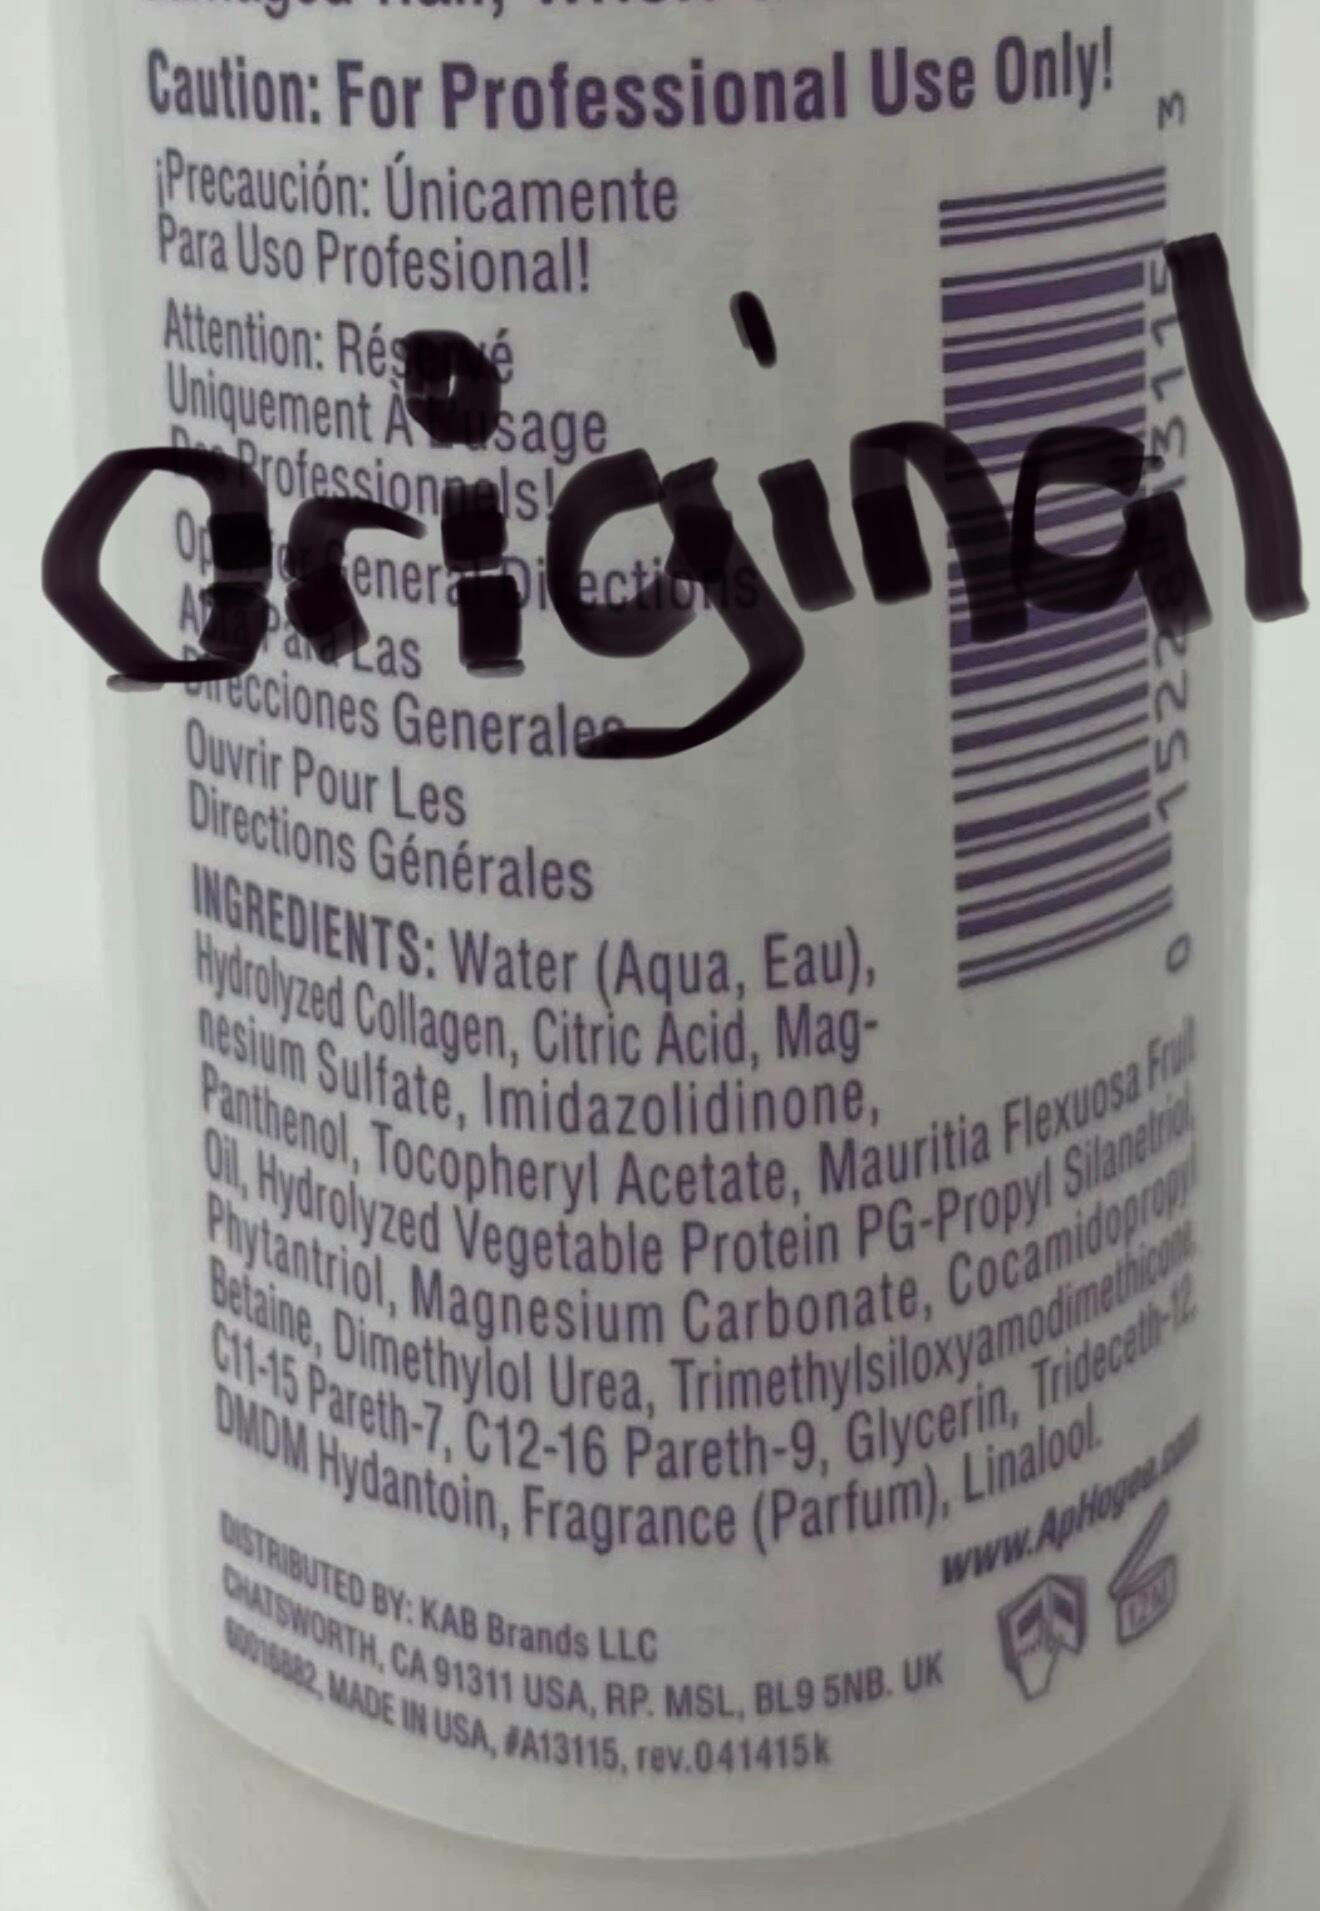 Caution: For Professional Use Only!
¡Precaución: Únicamente
Para Uso Profesional!
Attention: Réservé
Uniquement À L'usage
Des Professionnels!
original
Open for General Directions
Abra Para Las
Direcciones Generales
Ouvrir Pour Les
Directions Générales
INGREDIENTS: Water (Aqua, Eau),
Hydrolyzed Collagen, Citric Acid, Mag-
nesium Sulfate, Imidazolidinone,
Panthenol, Tocopheryl Acetate, Mauritia Flexuosa Fruit
Oil, Hydrolyzed Vegetable Protein PG-Propyl Silanetriol,
Phytantriol, Magnesium Carbonate, Cocamidopropyl
Betaine, Dimethylol Urea, Trimethylsiloxyamodimethicone,
C11-15 Pareth-7, C12-16 Pareth-9, Glycerin, Trideceth-12,
DMDM Hydantoin, Fragrance (Parfum), Linalool.
www.ApHogee.com
12M
DISTRIBUTED BY: KAB Brands LLC
CHATSWORTH, CA 91311 USA, RP. MSL, BL9 5NB. UK
60016882, MADE IN USA, #A13115, rev.041415k